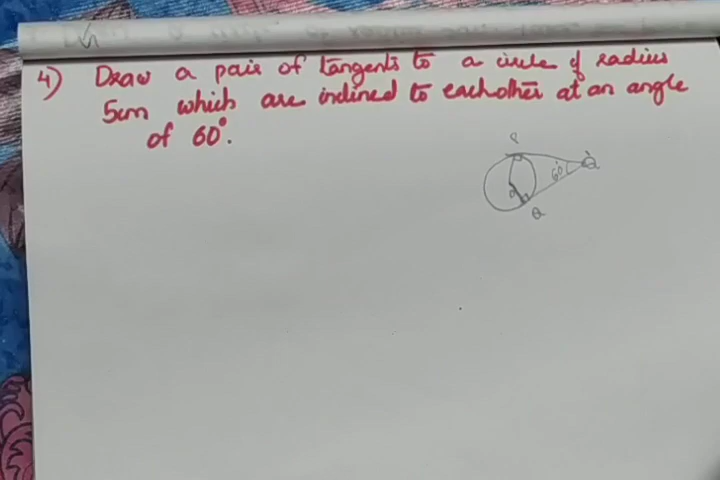 4) Draw a pair of tangents to a circle of radius
5cm which are inclined to eachother at an angle
of 60°.
P
60°
Q